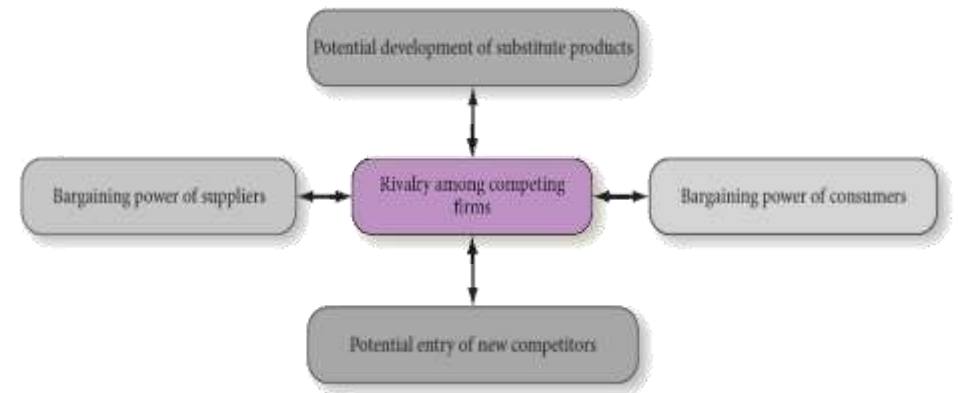 Potential development of substitute products
Bargaining power of suppliers
Rivalry among competing
firms
Bargaining power of consumers
Potential entry of new competitors